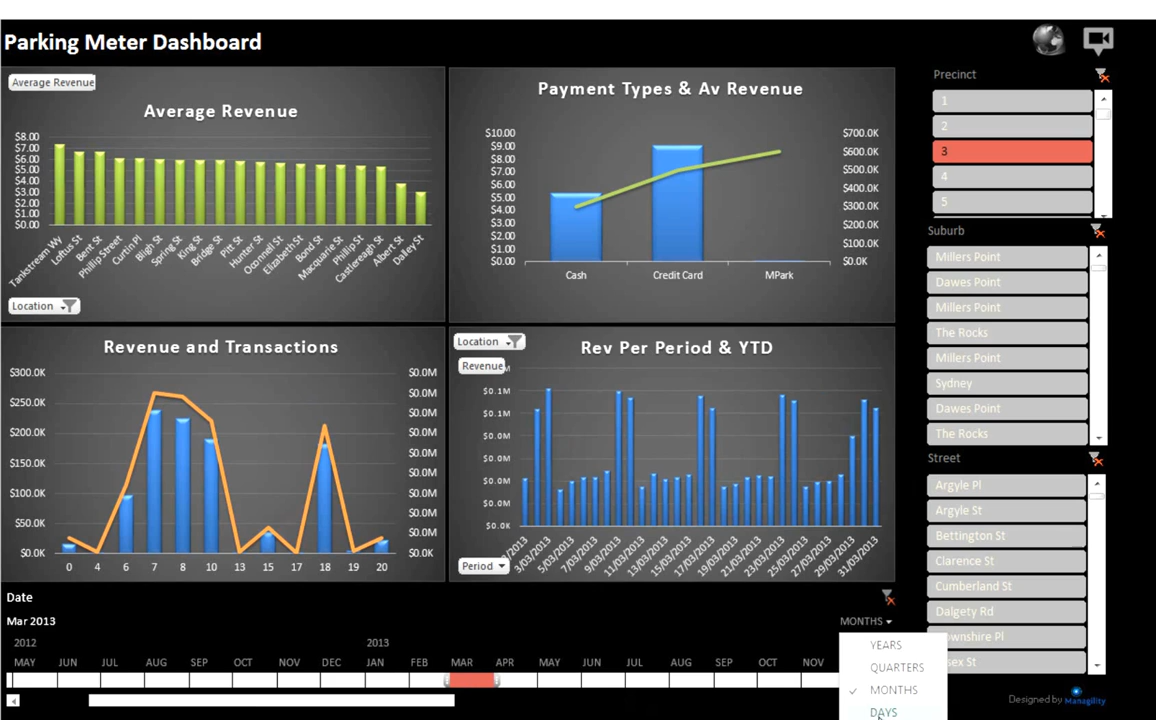 Parking Meter Dashboard
Average Revenue
Average Revenue
$8.00
$7.00
$6.00
$5.00
$4.00
$3.00
$2.00
$1.00
$0.00
Tankstream Wy
Loftus St
Bent St
Phillip Street
Curtin Pl
Bligh St
Spring St
King St
Bridge St
Pitt St
Hunter St
Oconnell St
Elizabeth St
Bond St
Macquarie St
Phillip St
Castlereagh St
Albert St
Dalley St
Location
Payment Types & Av Revenue
$10.00
$9.00
$8.00
$7.00
$6.00
$5.00
$4.00
$3.00
$2.00
$1.00
$0.00
$700.0K
$600.0K
$500.0K
$400.0K
$300.0K
$200.0K
$100.0K
$0.0K
Cash Credit Card MPark
Revenue and Transactions
$300.0K
$250.0K
$200.0K
$150.0K
$100.0K
$50.0K
$0.0K
$0.0M
$0.0M
$0.0M
$0.0M
$0.0M
$0.0M
$0.0M
$0.0M
$0.0M
$0.0K
0 4 6 7 8 10 13 15 17 18 19 20
Location
Revenue
Rev Per Period & YTD
$0.1M
$0.1M
$0.0M
$0.0M
$0.0M
$0.0M
$0.0K
3/03/2013
5/03/2013
7/03/2013
9/03/2013
11/03/2013
13/03/2013
15/03/2013
17/03/2013
19/03/2013
21/03/2013
23/03/2013
25/03/2013
27/03/2013
29/03/2013
31/03/2013
Period
Precinct
1
2
3
4
5
Suburb
Millers Point
Dawes Point
Millers Point
The Rocks
Millers Point
Sydney
Dawes Point
The Rocks
Street
Argyle Pl
Argyle St
Bettington St
Clarence St
Cumberland St
Dalgety Rd
ownshire Pl
sex St
Date
Mar 2013
MONTHS
2012 2013
MAY JUN JUL AUG SEP OCT NOV DEC JAN FEB MAR APR MAY JUN JUL AUG SEP OCT NOV
YEARS
QUARTERS
MONTHS
DAYS
Designed by Managility